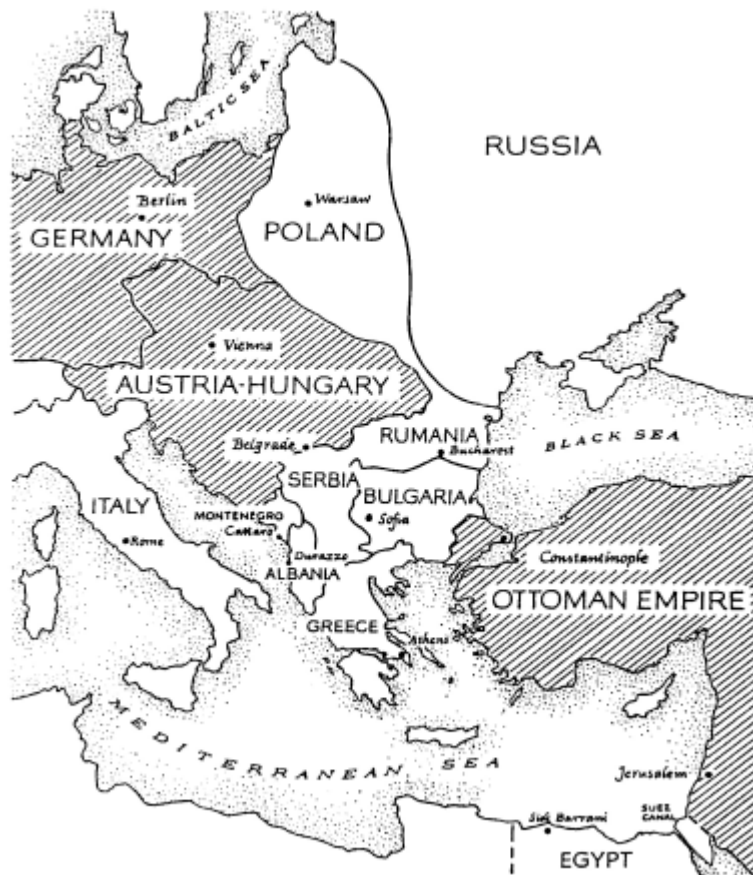 BALTIC SEA
RUSSIA
Berlin
Warsaw
GERMANY
POLAND
Vienna
AUSTRIA-HUNGARY
Belgrade
RUMANIA
Bucharest
BLACK SEA
SERBIA
BULGARIA
ITALY
MONTENEGRO
Cattaro
Sofia
Rome
Durazzo
Constantinople
ALBANIA
OTTOMAN EMPIRE
GREECE
Athens
MEDITERRANEAN SEA
Jerusalem
SUEZ
CANAL
Sidi Barrani
EGYPT